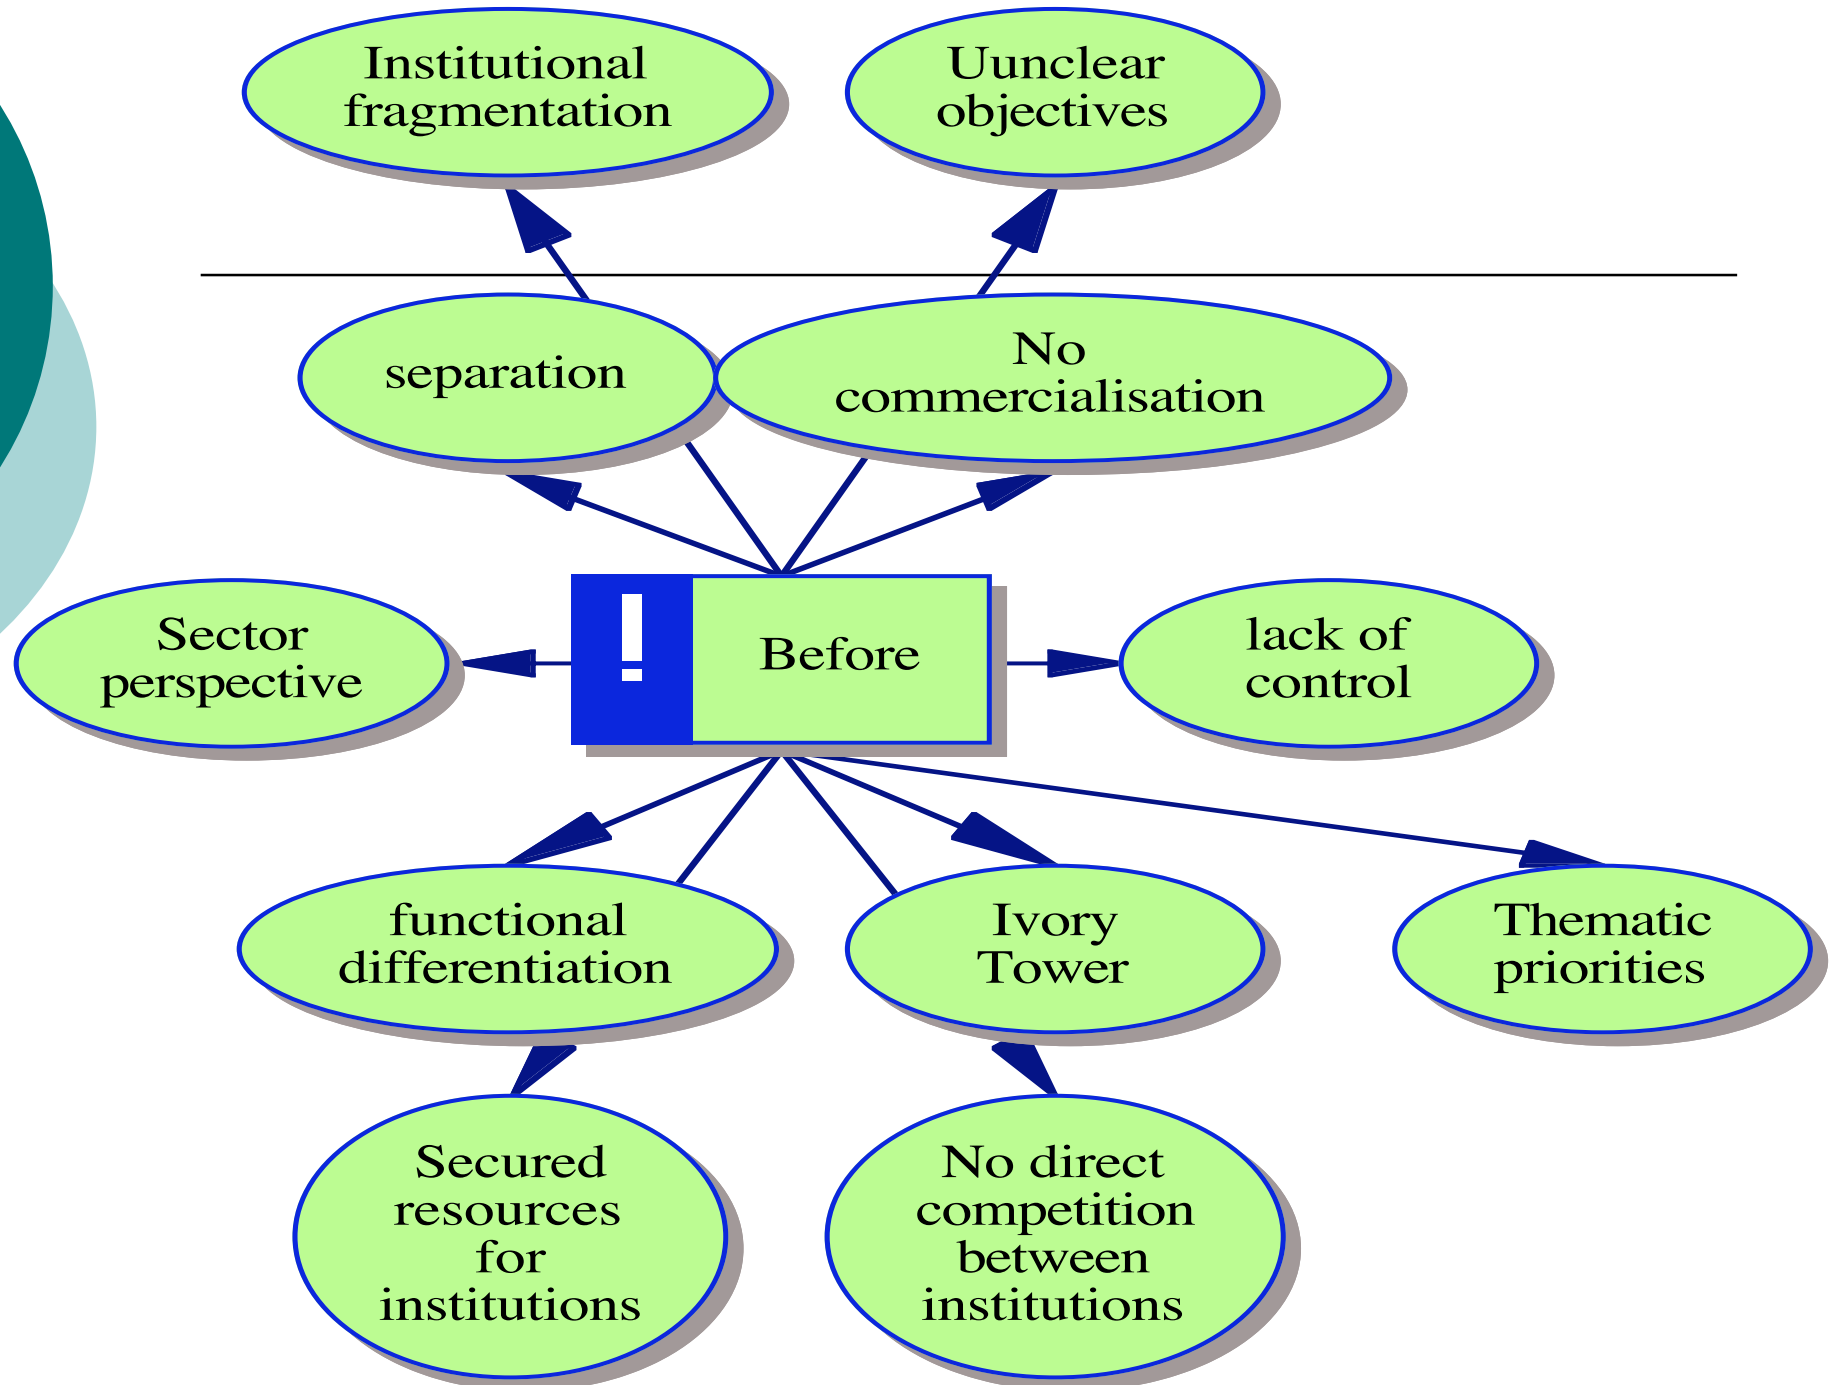 Institutional
fragmentation
Uunclear
objectives
separation
No
commercialisation
Sector
perspective
!
Before
lack of
control
functional
differentiation
Ivory
Tower
Thematic
priorities
Secured
resources
for
institutions
No direct
competition
between
institutions